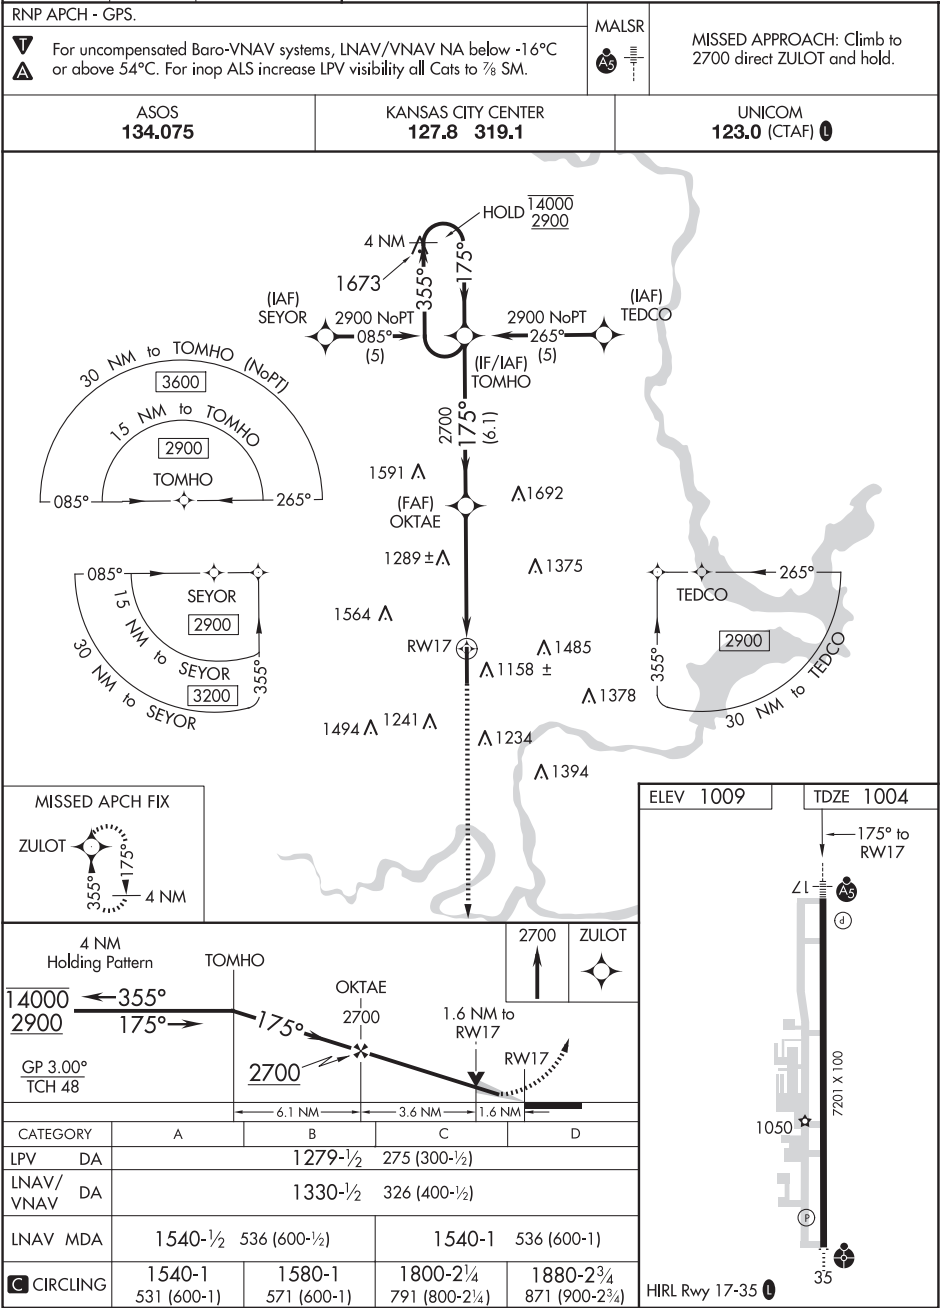 RNP APCH - GPS.
T
A
For uncompensated Baro-VNAV systems, LNAV/VNAV NA below -16°C
or above 54°C. For inop ALS increase LPV visibility all Cats to ⅞ SM.
MALSR
A5
MISSED APPROACH: Climb to
2700 direct ZULOT and hold.
ASOS
134.075
KANSAS CITY CENTER
127.8 319.1
UNICOM
123.0 (CTAF) L
HOLD 14000
2900
4 NM
1673
355°
175°
(IAF)
SEYOR
2900 NoPT
085°
(5)
2900 NoPT
265°
(5)
(IAF)
TEDCO
(IF/IAF)
TOMHO
2700
175°
(6.1)
30 NM to TOMHO (NoPT)
3600
15 NM to TOMHO
2900
TOMHO
085°
265°
1591
1692
(FAF)
OKTAE
1289 ±
1375
085°
SEYOR
2900
15 NM to SEYOR
3200
30 NM to SEYOR
355°
1564
RW17
1485
1158 ±
1378
1494
1241
1234
1394
TEDCO
265°
2900
355°
30 NM to TEDCO
MISSED APCH FIX
ZULOT
355°
175°
4 NM
ELEV 1009
TDZE 1004
175° to
RW17
17
A5
P
7201 X 100
1050
P
35
HIRL Rwy 17-35 L
4 NM
Holding Pattern
TOMHO
14000
2900
355°
175°
175°
OKTAE
2700
2700
1.6 NM to
RW17
RW17
2700
ZULOT
GP 3.00°
TCH 48
6.1 NM
3.6 NM
1.6 NM
CATEGORY A B C D
LPV DA 1279-½ 275 (300-½)
LNAV/
VNAV DA 1330-½ 326 (400-½)
LNAV MDA 1540-½ 536 (600-½) 1540-1 536 (600-1)
C CIRCLING 1540-1 1580-1 1800-2¼ 1880-2¾
531 (600-1) 571 (600-1) 791 (800-2¼) 871 (900-2¾)